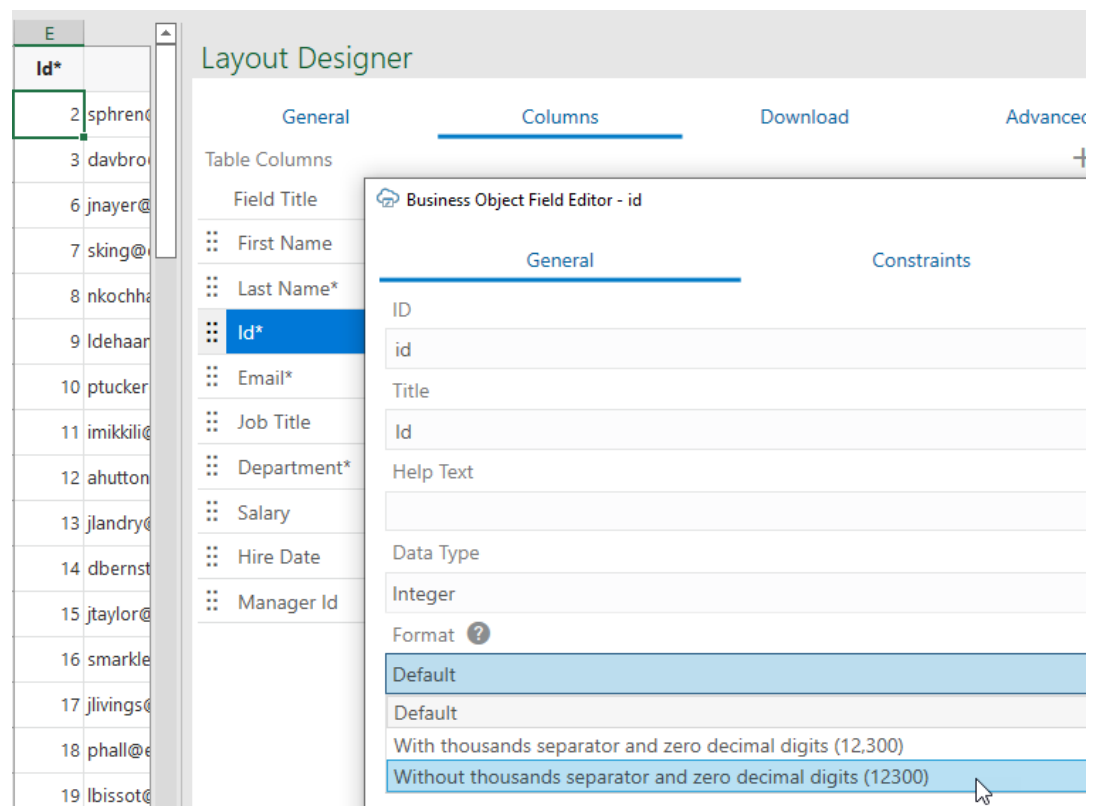 E
Id*
2 sphren@
3 davbro
6 jnayer@
7 sking@
8 nkochha
9 ldehaan
10 ptucker
11 imikkili@
12 ahutton
13 jlandry@
14 dbernst
15 jtaylor@
16 smarkle
17 jlivings@
18 phall@e
19 lbissot@
Layout Designer
General Columns Download Advanced
Table Columns
Field Title
First Name
Last Name*
Id*
Email*
Job Title
Department*
Salary
Hire Date
Manager Id
Business Object Field Editor - id
General Constraints
ID
id
Title
Id
Help Text
Data Type
Integer
Format ?
Default
Default
With thousands separator and zero decimal digits (12,300)
Without thousands separator and zero decimal digits (12300)